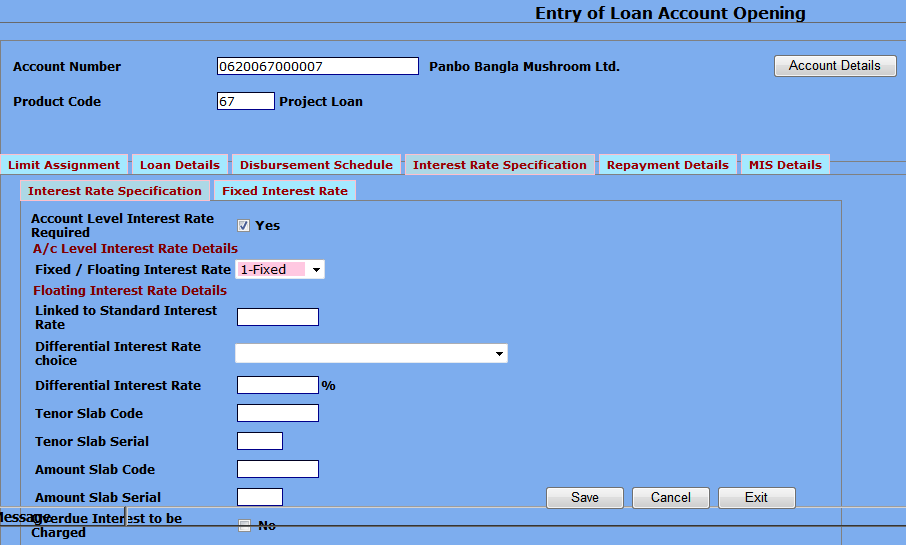 Entry of Loan Account Opening
Account Number 0620067000007 Panbo Bangla Mushroom Ltd. Account Details
Product Code 67 Project Loan
Limit Assignment Loan Details Disbursement Schedule Interest Rate Specification Repayment Details MIS Details
Interest Rate Specification Fixed Interest Rate
Account Level Interest Rate
Required Yes
A/c Level Interest Rate Details
Fixed / Floating Interest Rate 1-Fixed
Floating Interest Rate Details
Linked to Standard Interest
Rate
Differential Interest Rate
choice
Differential Interest Rate %
Tenor Slab Code
Tenor Slab Serial
Amount Slab Code
Amount Slab Serial Save Cancel Exit
Message
Overdue Interest to be
Charged No